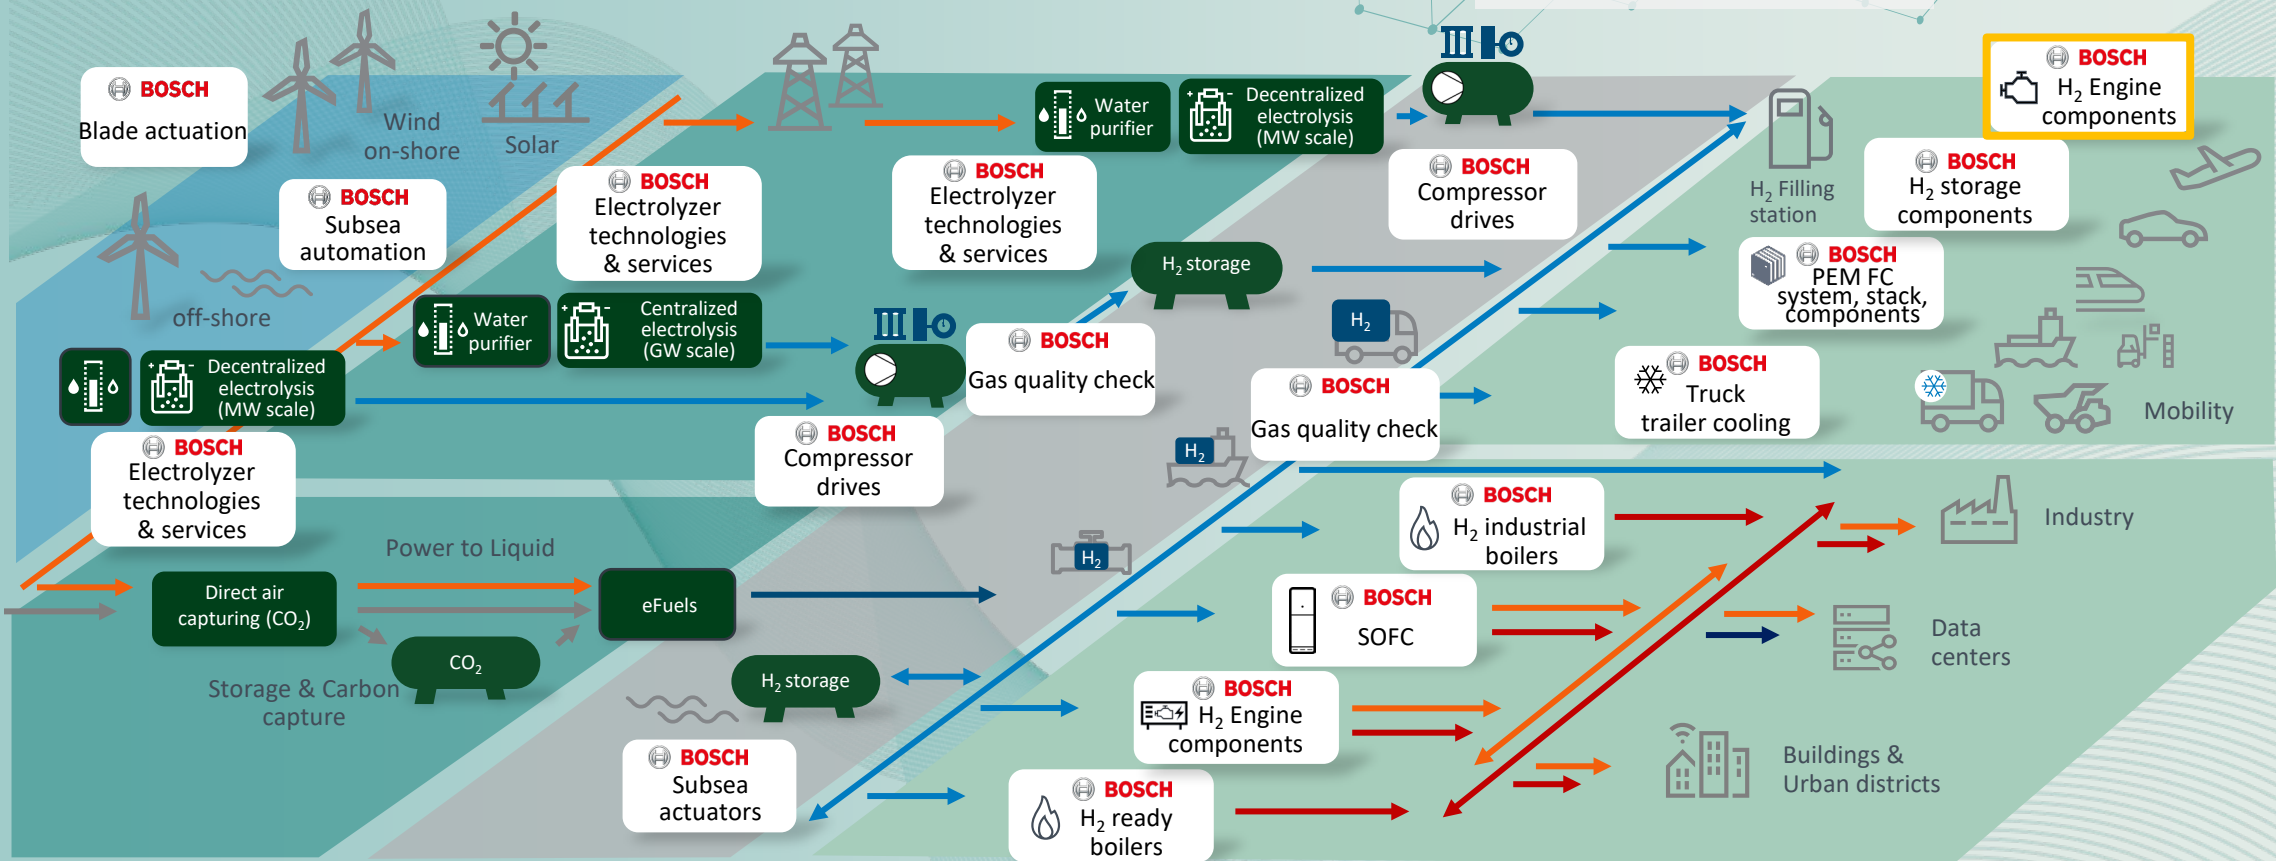 BOSCH
Blade actuation
Wind
on-shore
Solar
BOSCH
Subsea
automation
off-shore
BOSCH
Electrolyzer
technologies
& services
Water
purifier
Decentralized
electrolysis
(MW scale)
BOSCH
Electrolyzer
technologies
& services
BOSCH
Compressor
drives
H2 Filling
station
BOSCH
H2 Engine
components
BOSCH
H2 storage
components
BOSCH
PEM FC
system, stack,
components
BOSCH
Truck
trailer cooling
Mobility
Decentralized
electrolysis
(MW scale)
BOSCH
Electrolyzer
technologies
& services
Water
purifier
Centralized
electrolysis
(GW scale)
BOSCH
Compressor
drives
H2 storage
BOSCH
Gas quality check
H2
BOSCH
Gas quality check
H2
H2
Power to Liquid
Direct air
capturing (CO2)
eFuels
CO2
Storage & Carbon
capture
H2 storage
BOSCH
Subsea
actuators
BOSCH
H2 industrial
boilers
BOSCH
SOFC
BOSCH
H2 Engine
components
BOSCH
H2 ready
boilers
Industry
Data
centers
Buildings &
Urban districts